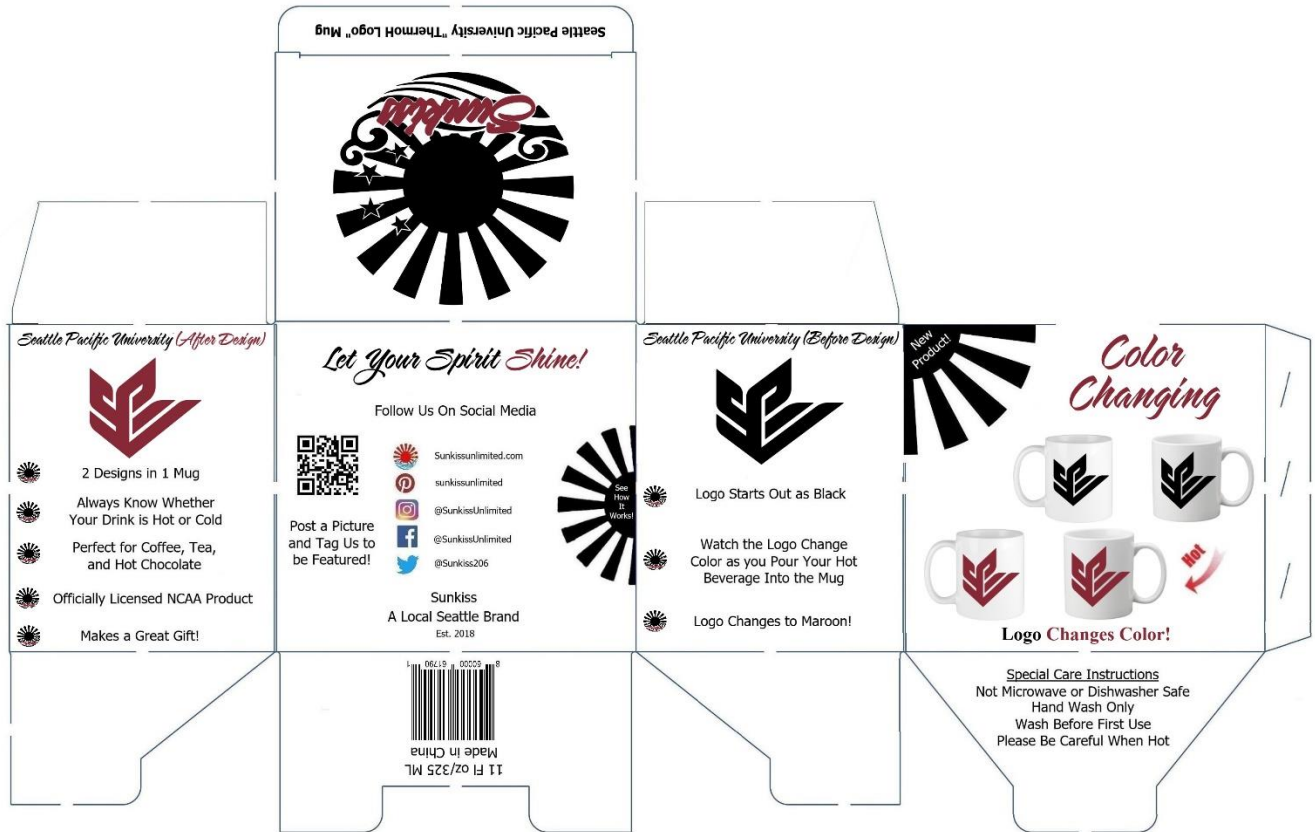 Seattle Pacific University "ThermoH Logo" Mug
Sunkiss
Seattle Pacific University (After Design)
2 Designs in 1 Mug
Always Know Whether
Your Drink is Hot or Cold
Perfect for Coffee, Tea,
and Hot Chocolate
Officially Licensed NCAA Product
Makes a Great Gift!
Let Your Spirit Shine!
Follow Us On Social Media
Sunkissunlimited.com
sunkissunlimited
@SunkissUnlimited
@SunkissUnlimited
@Sunkiss206
Post a Picture
and Tag Us to
be Featured!
See
How
It
Works!
Sunkiss
A Local Seattle Brand
Est. 2018
8 60000 61790 1
Made in China
11 Fl oz/325 ML
Seattle Pacific University (Before Design)
Logo Starts Out as Black
Watch the Logo Change
Color as you Pour Your Hot
Beverage Into the Mug
Logo Changes to Maroon!
New
Product!
Color
Changing
Hot
Logo Changes Color!
Special Care Instructions
Not Microwave or Dishwasher Safe
Hand Wash Only
Wash Before First Use
Please Be Careful When Hot